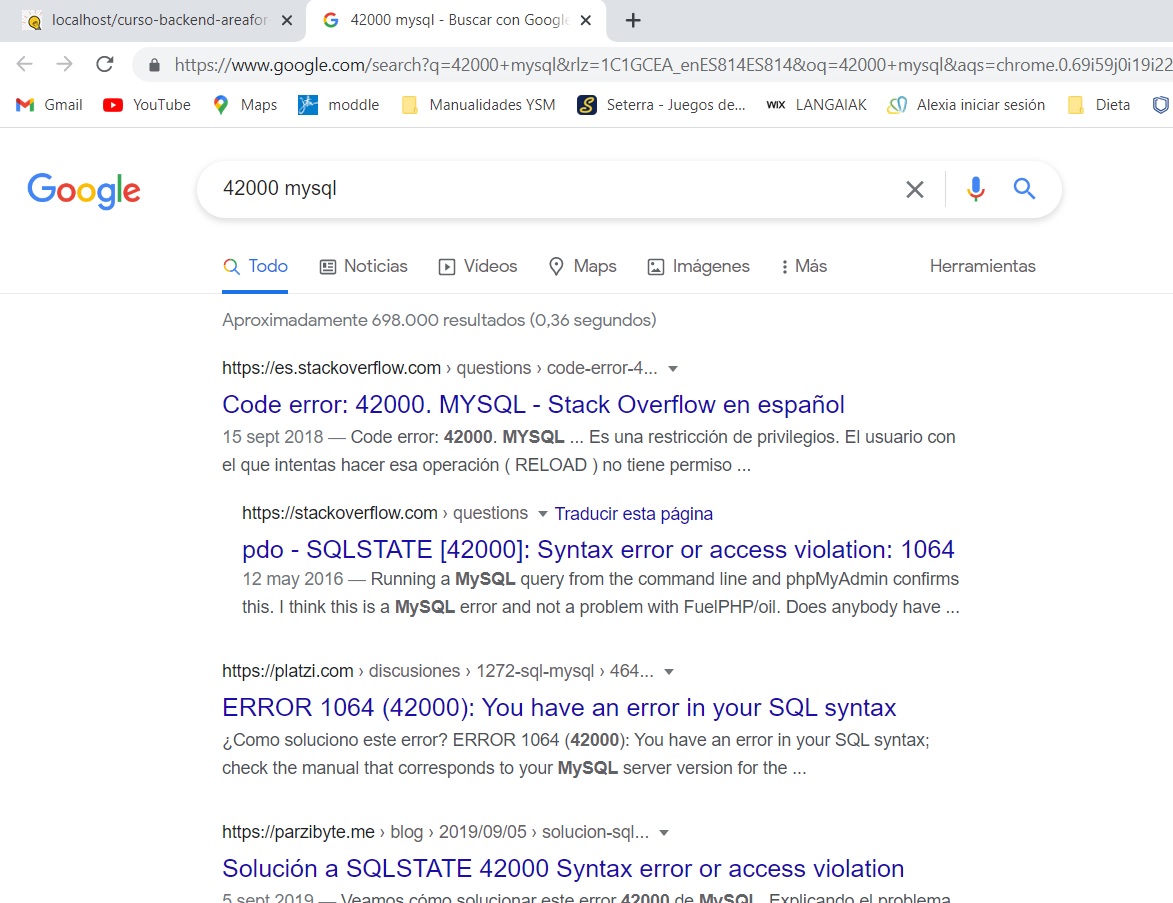 localhost/curso-backend-areafor
42000 mysql - Buscar con Google
https://www.google.com/search?q=42000+mysql&rlz=1C1GCEA_enES814ES814&oq=42000+mysql&aqs=chrome.0.69i59j0i19i22
Gmail YouTube Maps moddle Manualidades YSM Seterra - Juegos de... WIX LANGAIAK Alexia iniciar sesión Dieta
Google
42000 mysql
Todo Noticias Vídeos Maps Imágenes Más Herramientas
Aproximadamente 698.000 resultados (0,36 segundos)
https://es.stackoverflow.com › questions › code-error-4...
Code error: 42000. MYSQL - Stack Overflow en español
15 sept 2018 — Code error: 42000. MYSQL ... Es una restricción de privilegios. El usuario con
el que intentas hacer esa operación ( RELOAD ) no tiene permiso ...
https://stackoverflow.com › questions Traducir esta página
pdo - SQLSTATE [42000]: Syntax error or access violation: 1064
12 may 2016 — Running a MySQL query from the command line and phpMyAdmin confirms
this. I think this is a MySQL error and not a problem with FuelPHP/oil. Does anybody have ...
https://platzi.com › discusiones › 1272-sql-mysql › 464...
ERROR 1064 (42000): You have an error in your SQL syntax
¿Como soluciono este error? ERROR 1064 (42000): You have an error in your SQL syntax;
check the manual that corresponds to your MySQL server version for the ...
https://parzibyte.me › blog › 2019/09/05 › solucion-sql...
Solución a SQLSTATE 42000 Syntax error or access violation
5 sept 2019 — Veamos cómo solucionar este error 42000 de MySQL. Explicando el problema